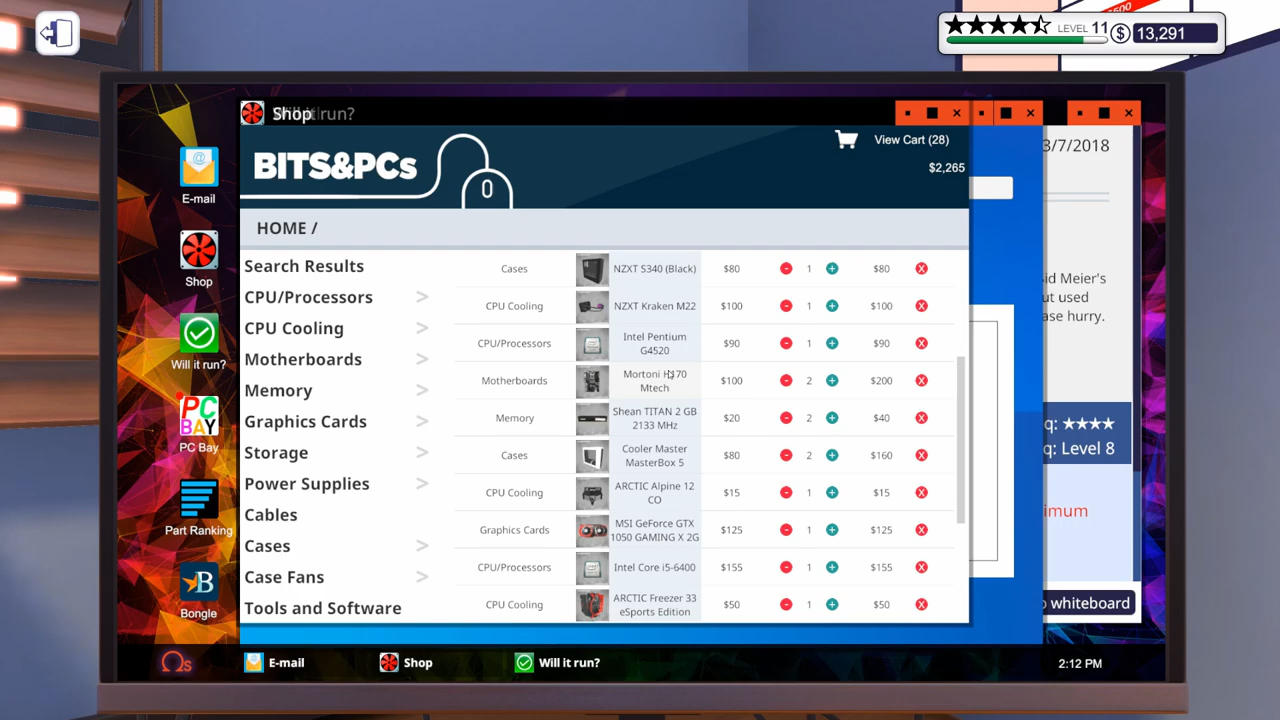 500
LEVEL 11 $ 13,291
Shop
BITS&PCs
View Cart (28)
$2,265
3/7/2018
HOME /
E-mail
Shop
Will it run?
PC BAY
PC Bay
Part Ranking
B
Bongle
Search Results
CPU/Processors >
CPU Cooling >
Motherboards >
Memory >
Graphics Cards >
Storage >
Power Supplies >
Cables
Cases >
Case Fans >
Tools and Software
Cases NZXT S340 (Black) $80 - 1 + $80 X
CPU Cooling NZXT Kraken M22 $100 - 1 + $100 X
CPU/Processors Intel Pentium
G4520 $90 - 1 + $90 X
Motherboards Mortoni H370
Mtech $100 - 2 + $200 X
Memory Shean TITAN 2 GB
2133 MHz $20 - 2 + $40 X
Cases Cooler Master
MasterBox 5 $80 - 2 + $160 X
CPU Cooling ARCTIC Alpine 12
CO $15 - 1 + $15 X
Graphics Cards MSI GeForce GTX
1050 GAMING X 2G $125 - 1 + $125 X
CPU/Processors Intel Core i5-6400 $155 - 1 + $155 X
CPU Cooling ARCTIC Freezer 33
eSports Edition $50 - 1 + $50 X
Sid Meier's
ut used
ase hurry.
q: ★★★★
q: Level 8
imum
whiteboard
Ωs E-mail Shop Will it run? 2:12 PM